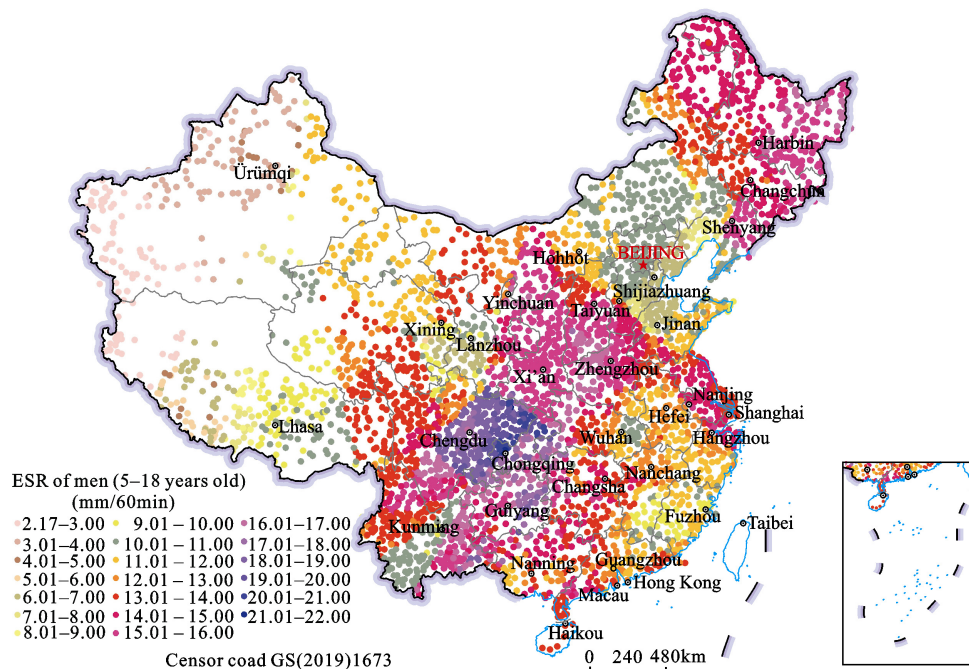 Harbin
Ürümqi
Changchun
Shenyang
Hohhot
BEIJING
Shijiazhuang
Yinchuan
Taiyuan
Jinan
Xining
Lanzhou
Zhengzhou
Xi'an
Nanjing
Hefei
Shanghai
Lhasa
Chengdu
Wuhan
Hangzhou
Chongqing
Nanchang
Changsha
Guiyang
Fuzhou
Taibei
Kunming
Nanning
Guangzhou
Hong Kong
Macau
Haikou
ESR of men (5–18 years old)
(mm/60min)
2.17–3.00 9.01 – 10.00 16.01–17.00
3.01–4.00 10.01 – 11.00 17.01–18.00
4.01–5.00 11.01 – 12.00 18.01–19.00
5.01–6.00 12.01 – 13.00 19.01–20.00
6.01–7.00 13.01 – 14.00 20.01–21.00
7.01–8.00 14.01 – 15.00 21.01–22.00
8.01–9.00 15.01 – 16.00
Censor coad GS(2019)1673
0 240 480km